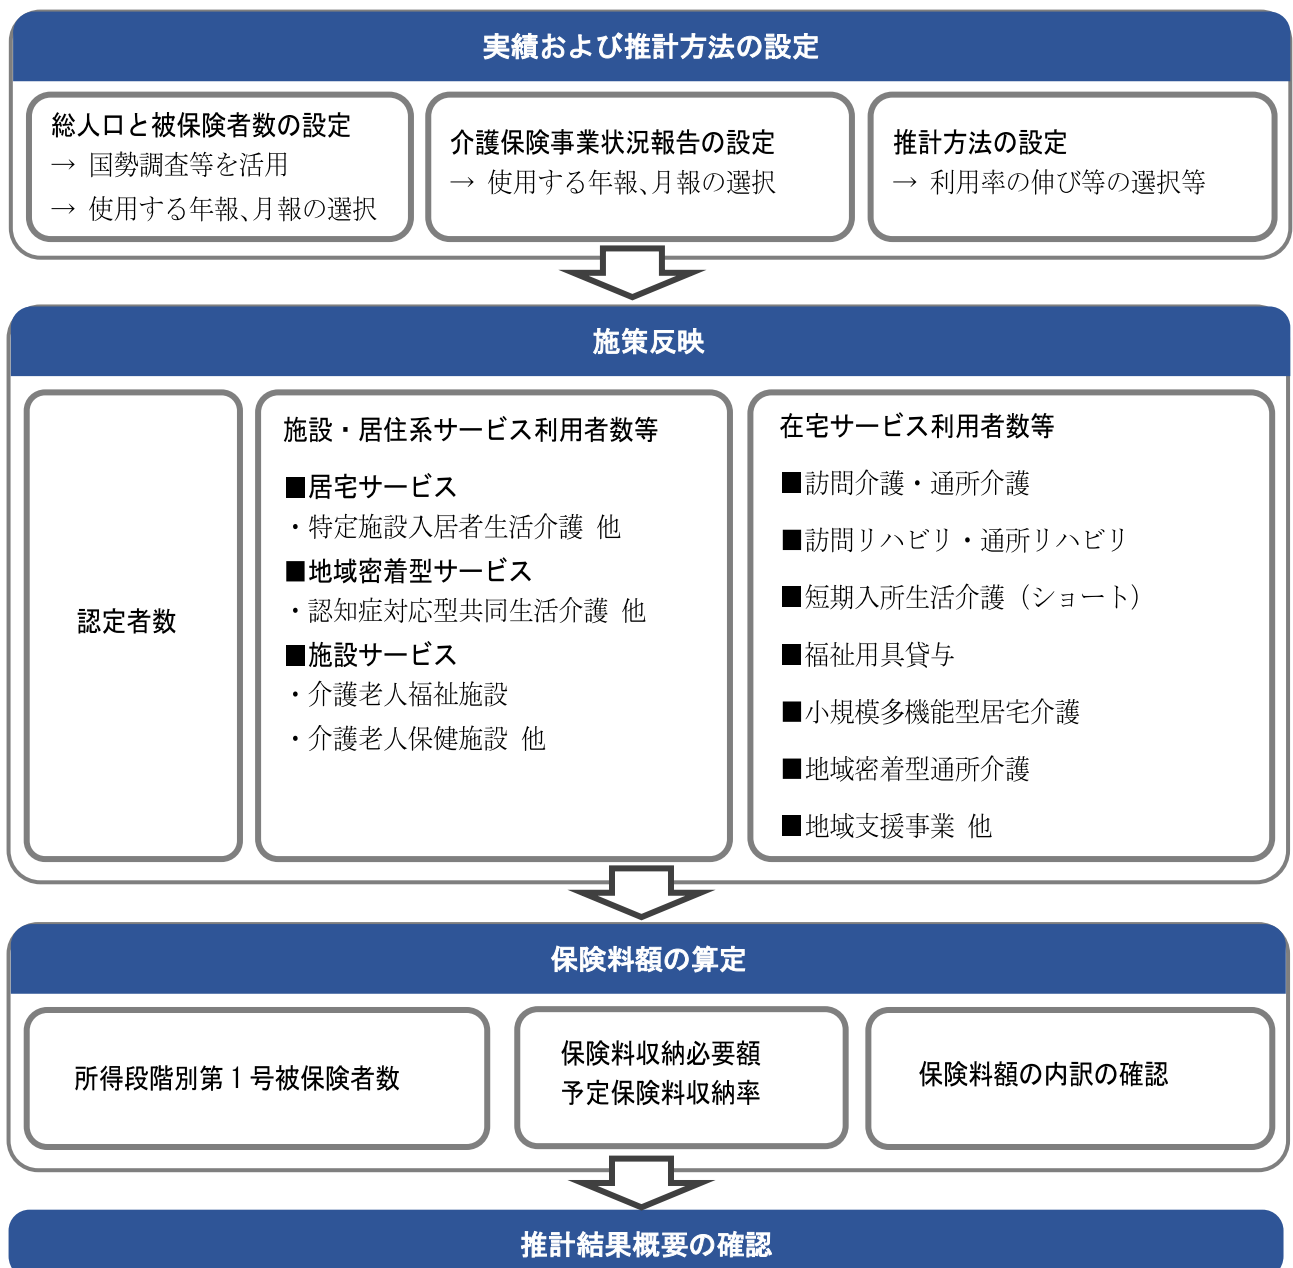 実績および推計方法の設定
総人口と被保険者数の設定
→ 国勢調査等を活用
→ 使用する年報、月報の選択
介護保険事業状況報告の設定
→ 使用する年報、月報の選択
推計方法の設定
→ 利用率の伸び等の選択等
施策反映
認定者数
施設・居住系サービス利用者数等
■居宅サービス
・特定施設入居者生活介護 他
■地域密着型サービス
・認知症対応型共同生活介護 他
■施設サービス
・介護老人福祉施設
・介護老人保健施設 他
在宅サービス利用者数等
■訪問介護・通所介護
■訪問リハビリ・通所リハビリ
■短期入所生活介護（ショート）
■福祉用具貸与
■小規模多機能型居宅介護
■地域密着型通所介護
■地域支援事業 他
保険料額の算定
所得段階別第1号被保険者数
保険料収納必要額
予定保険料収納率
保険料額の内訳の確認
推計結果概要の確認